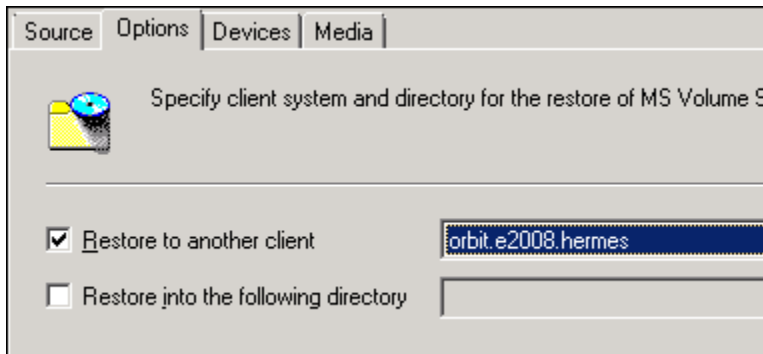 Source Options Devices Media
Specify client system and directory for the restore of MS Volume
Restore to another client orbit.e2008.hermes
Restore into the following directory